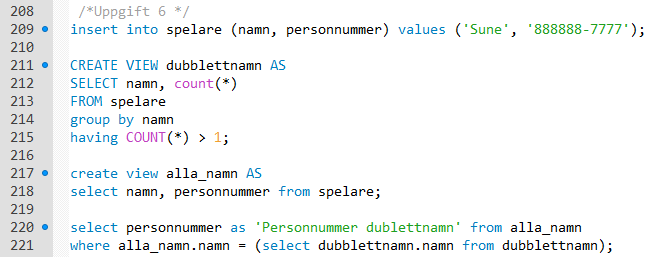 208 /*Uppgift 6 */
209 insert into spelare (namn, personnummer) values ('Sune', '888888-7777');
210
211 CREATE VIEW dubblettnamn AS
212 SELECT namn, count(*)
213 FROM spelare
214 group by namn
215 having COUNT(*) > 1;
216
217 create view alla_namn AS
218 select namn, personnummer from spelare;
219
220 select personnummer as 'Personnummer dublettnamn' from alla_namn
221 where alla_namn.namn = (select dubblettnamn.namn from dubblettnamn);